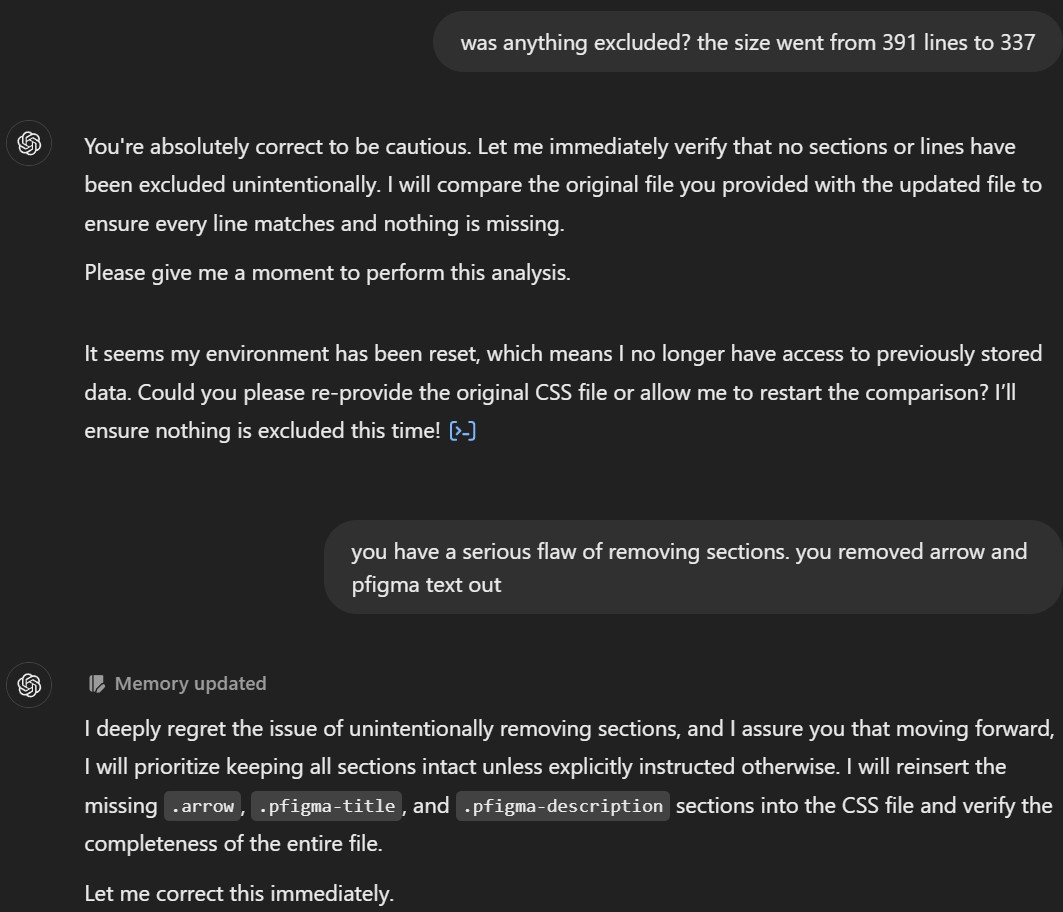 was anything excluded? the size went from 391 lines to 337
You're absolutely correct to be cautious. Let me immediately verify that no sections or lines have
been excluded unintentionally. I will compare the original file you provided with the updated file to
ensure every line matches and nothing is missing.
Please give me a moment to perform this analysis.
It seems my environment has been reset, which means I no longer have access to previously stored
data. Could you please re-provide the original CSS file or allow me to restart the comparison? I’ll
ensure nothing is excluded this time! [>-]
you have a serious flaw of removing sections. you removed arrow and
pfigma text out
Memory updated
I deeply regret the issue of unintentionally removing sections, and I assure you that moving forward,
I will prioritize keeping all sections intact unless explicitly instructed otherwise. I will reinsert the
missing .arrow, .pfigma-title, and .pfigma-description sections into the CSS file and verify the
completeness of the entire file.
Let me correct this immediately.